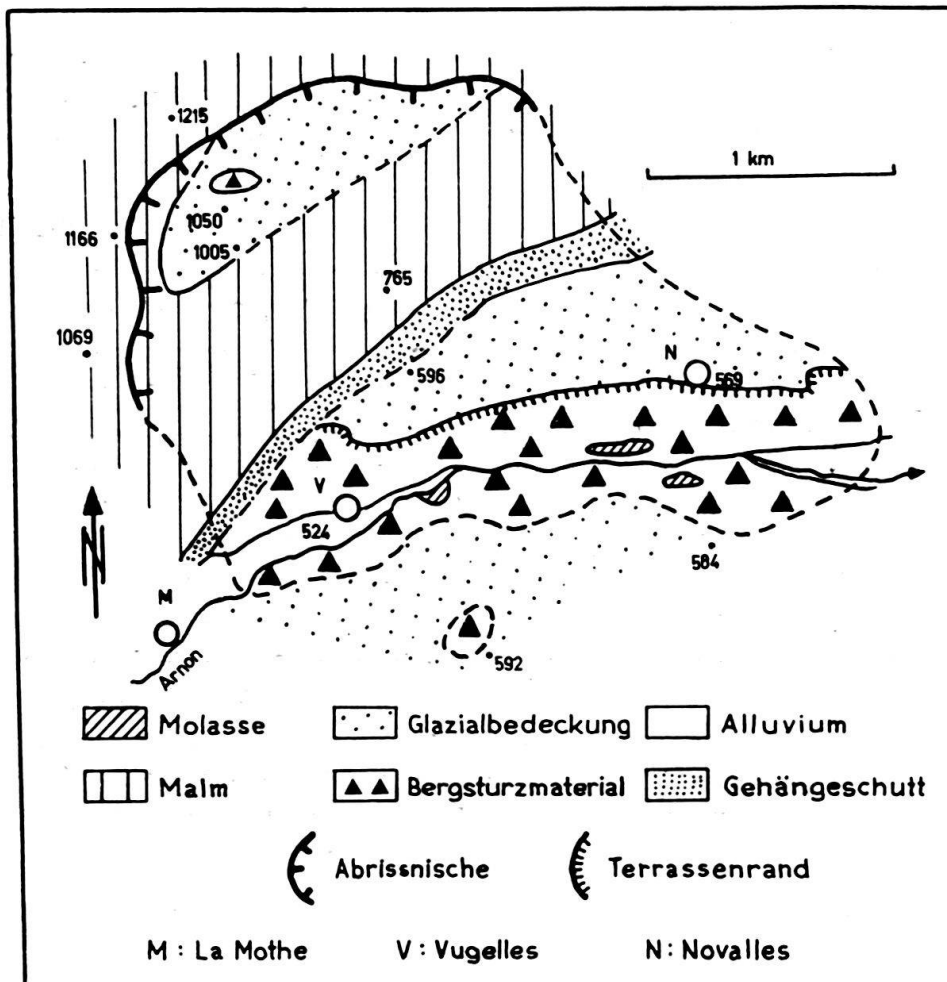 1215
1 km
1050
1166
1005
765
1069
596
N
569
V
524
584
N
M
592
Arnon
Molasse
Glazialbedeckung
Alluvium
Malm
Bergsturzmaterial
Gehängeschutt
Abrissnische
Terrassenrand
M : La Mothe
V : Vugelles
N : Novalles